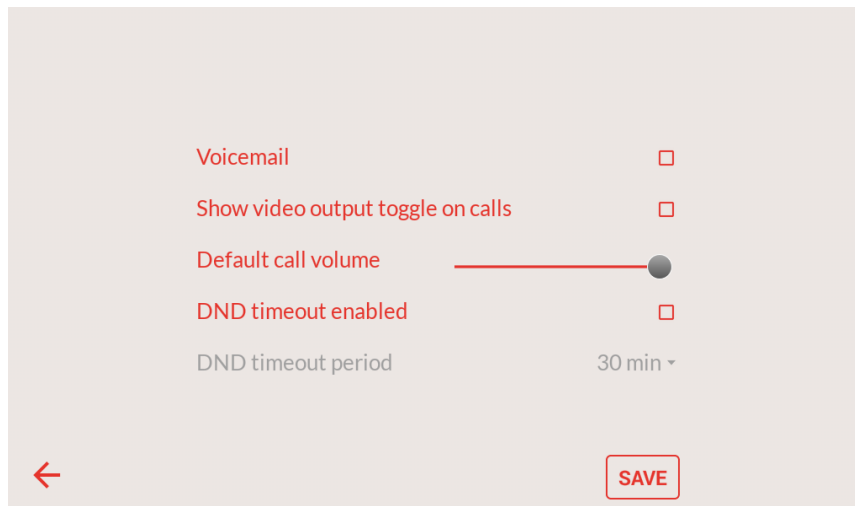 Voicemail
Show video output toggle on calls
Default call volume
DND timeout enabled
DND timeout period 30 min
SAVE